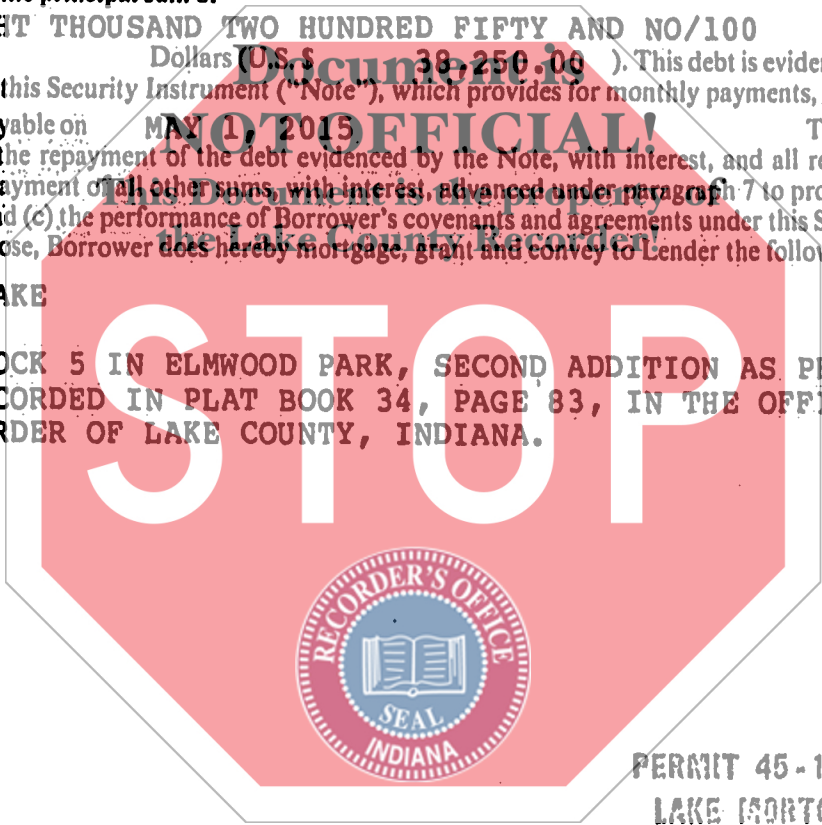 HT THOUSAND TWO HUNDRED FIFTY AND NO/100
Dollars (U.S.$ 38,250.00 ). This debt is eviden
this Security Instrument ("Note"), which provides for monthly payments,
yable on MAY 1, 2015 T
the repayment of the debt evidenced by the Note, with interest, and all re
ayment of all other sums, with interest, advanced under paragraph 7 to pro
d (c) the performance of Borrower's covenants and agreements under this S
ose, Borrower does hereby mortgage, grant and convey to Lender the follow
Document is
NOT OFFICIAL!
This Document is the property of
the Lake County Recorder!
AKE
STOP
OCK 5 IN ELMWOOD PARK, SECOND ADDITION AS PE
CORDED IN PLAT BOOK 34, PAGE 83, IN THE OFFI
RDER OF LAKE COUNTY, INDIANA.
RECORDER'S OFFICE
SEAL
INDIANA
PERMIT 45-1
LAKE MORTG